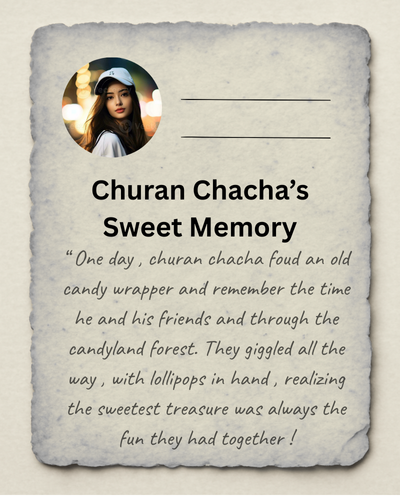 Churan Chacha’s
Sweet Memory
“ One day , churan chacha foud an old
candy wrapper and remember the time
he and his friends and through the
candyland forest. They giggled all the
way , with lollipops in hand , realizing
the sweetest treasure was always the
fun they had together !